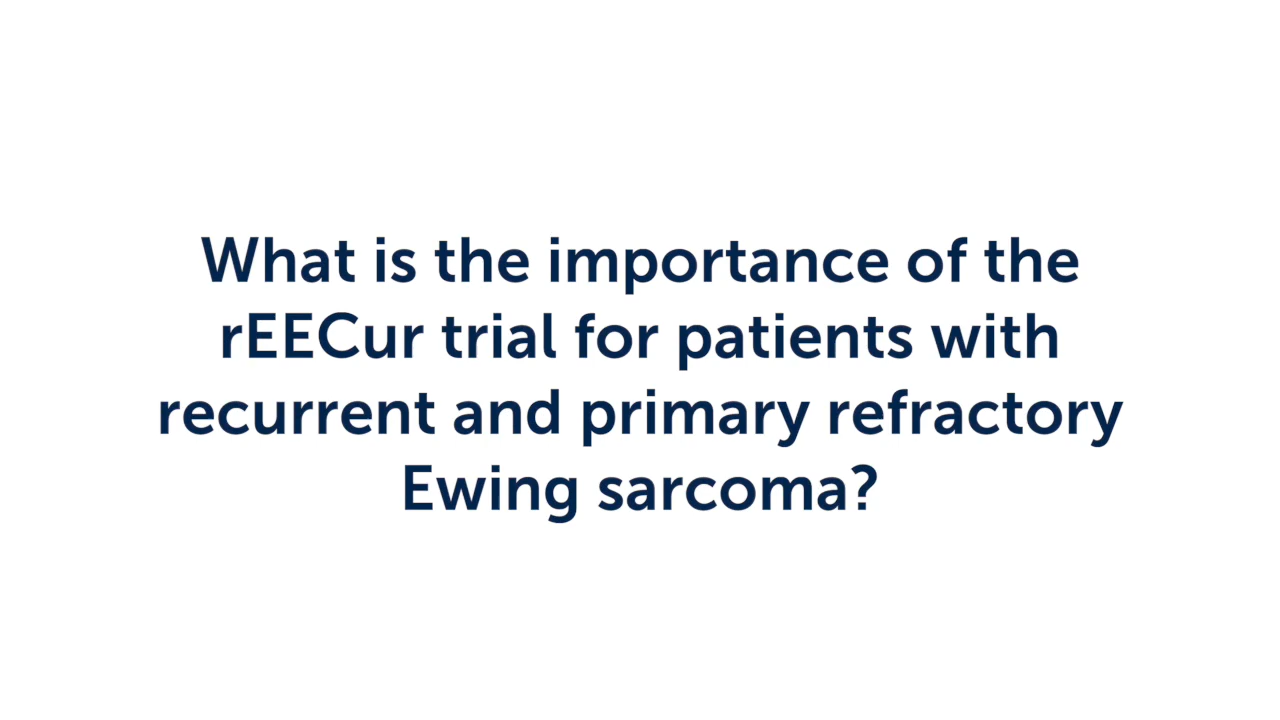 What is the importance of the
rEECur trial for patients with
recurrent and primary refractory
Ewing sarcoma?